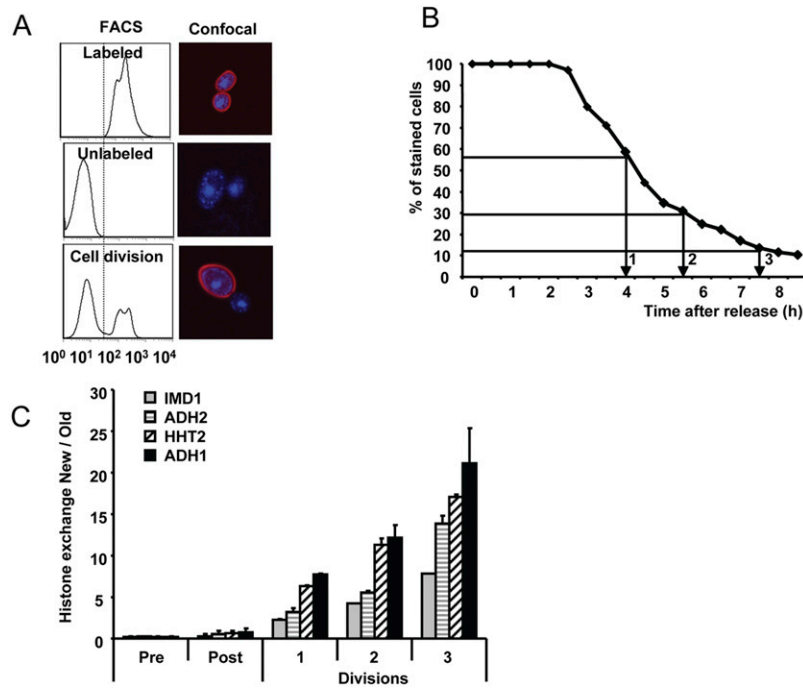 A
FACS
Confocal
Labeled
Unlabeled
Cell division
10⁰ 10¹ 10² 10³ 10⁴
B
% of stained cells
100
90
80
70
60
50
40
30
20
10
0
1
2
3
0 1 2 3 4 5 6 7 8
Time after release (h)
C
Histone exchange New / Old
30
25
20
15
10
5
0
IMD1
ADH2
HHT2
ADH1
Pre Post 1 2 3
Divisions